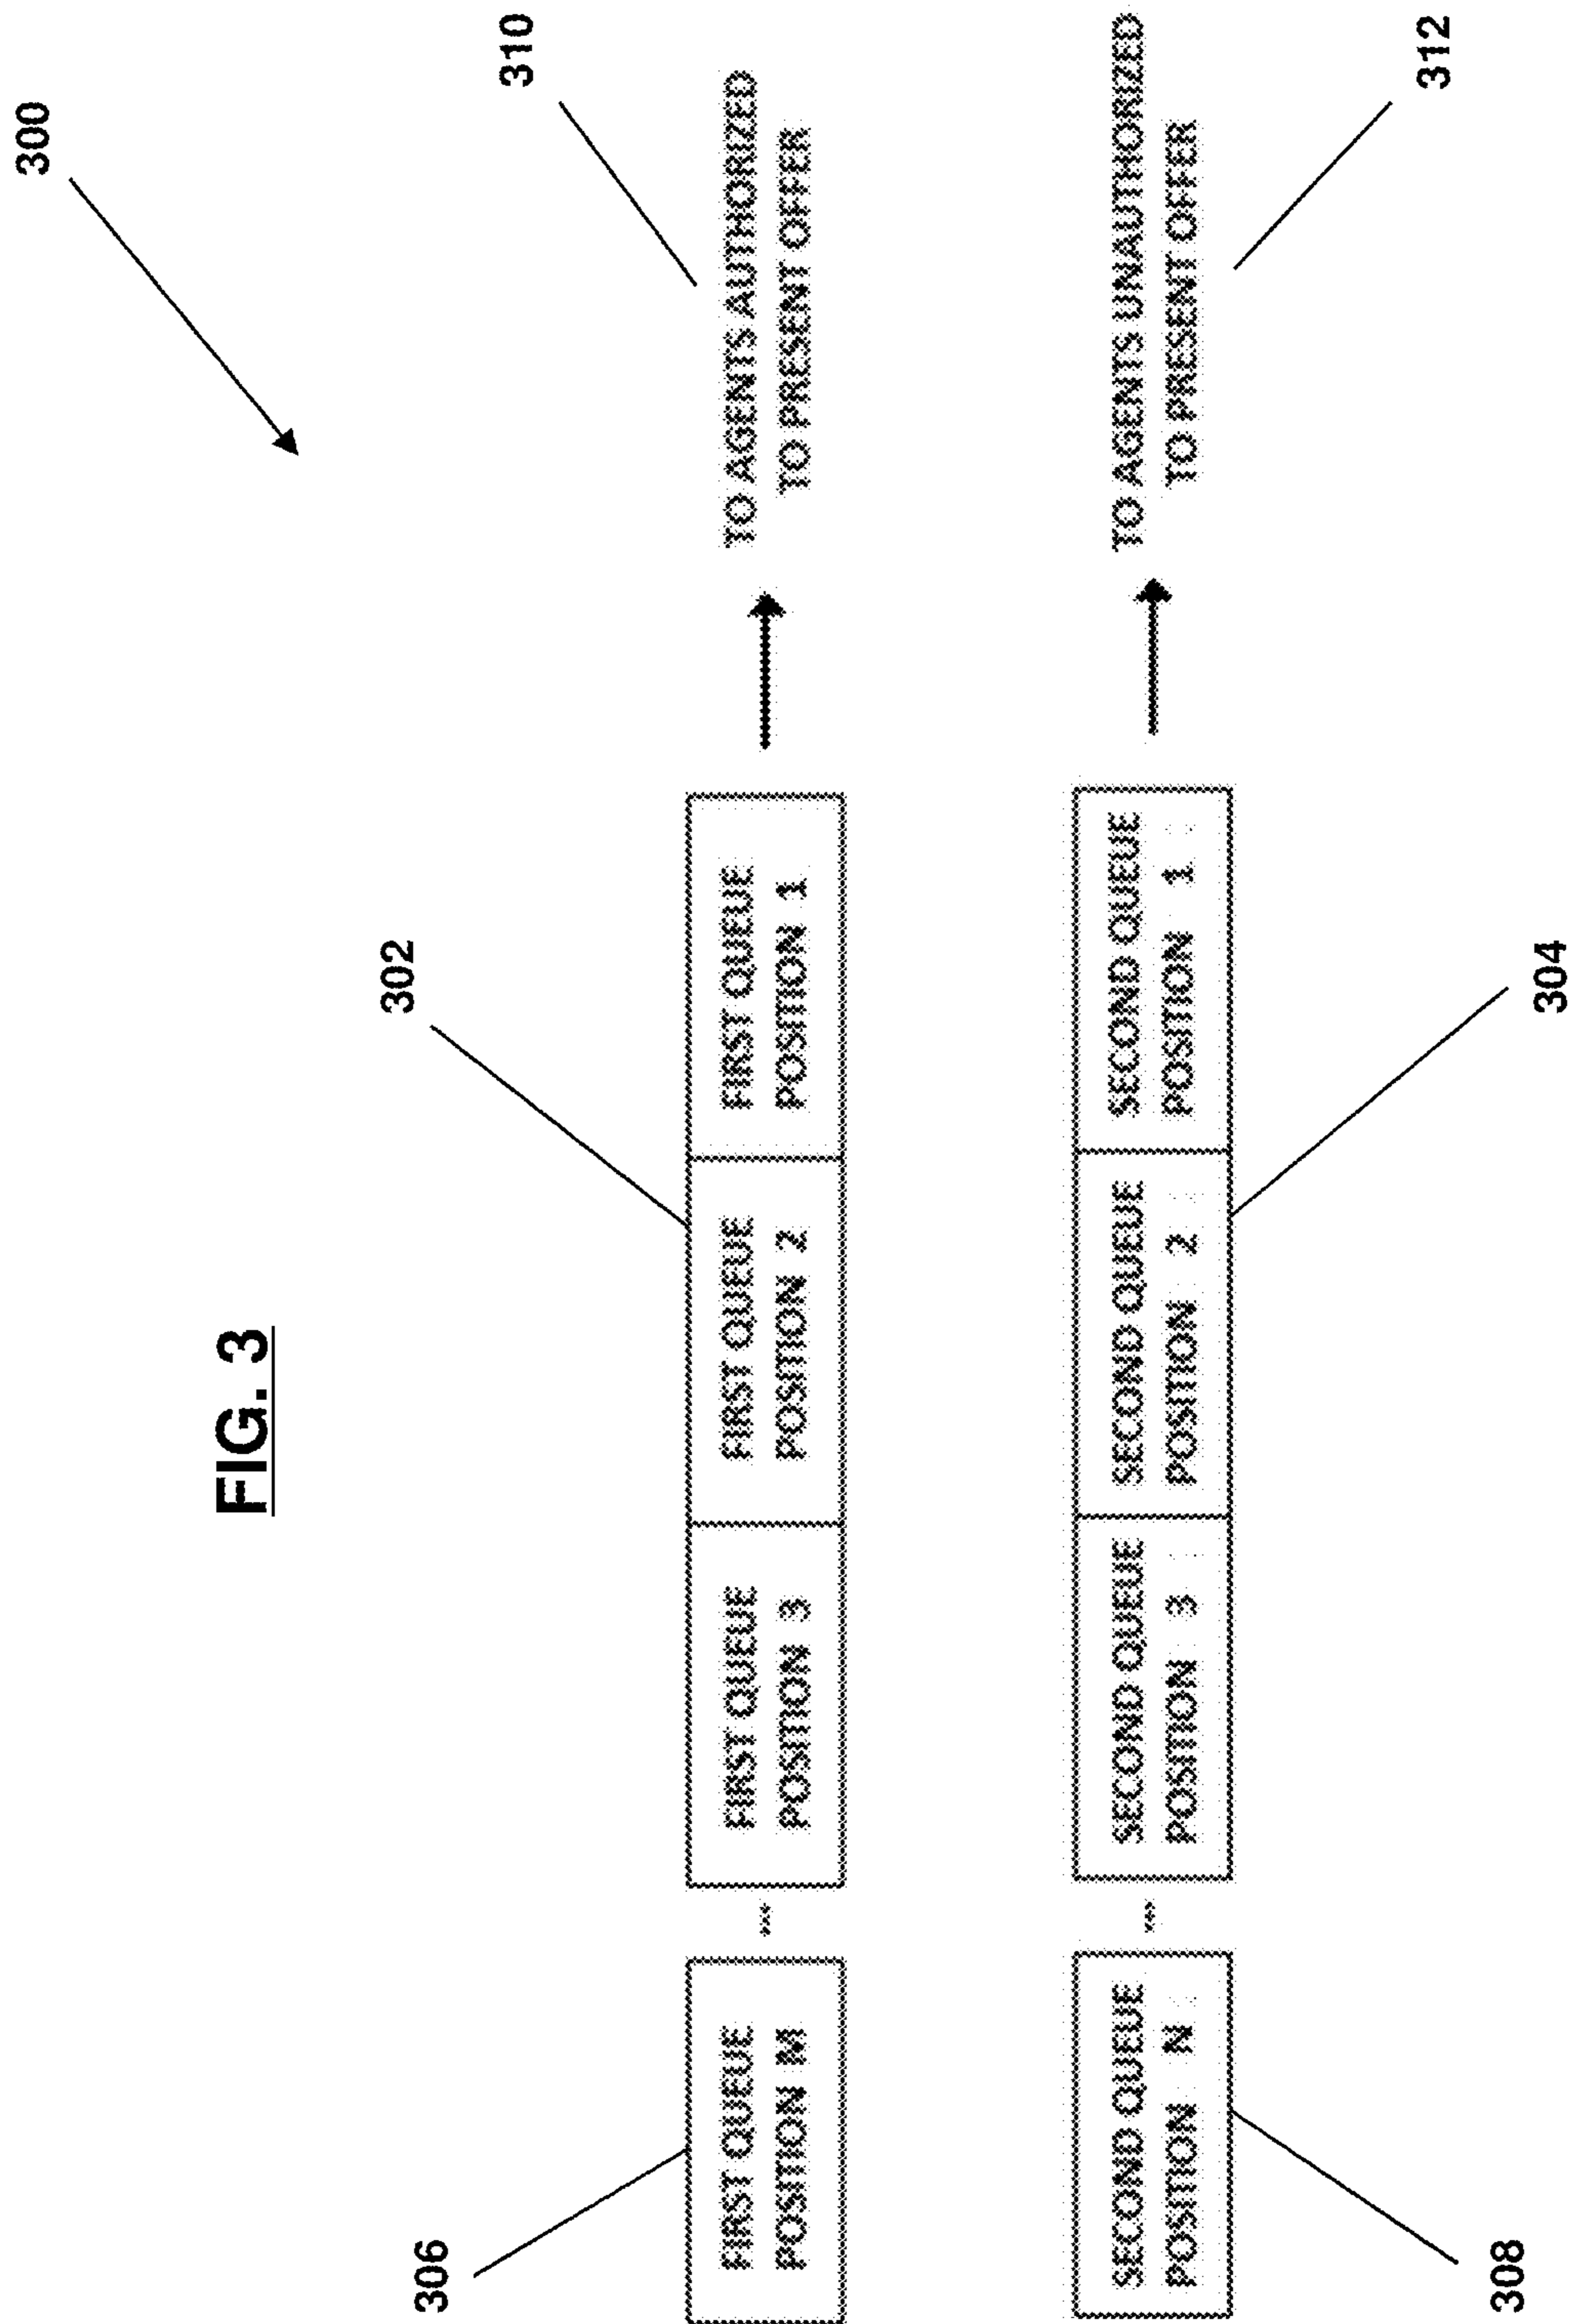 FIG. 3
300
302
310
306
FIRST QUEUE
POSITION M
...
FIRST QUEUE
POSITION 3
FIRST QUEUE
POSITION 2
FIRST QUEUE
POSITION 1
TO AGENTS AUTHORIZED
TO PRESENT OFFER
SECOND QUEUE
POSITION N
...
SECOND QUEUE
POSITION 3
SECOND QUEUE
POSITION 2
SECOND QUEUE
POSITION 1
TO AGENTS UNAUTHORIZED
TO PRESENT OFFER
308
304
312